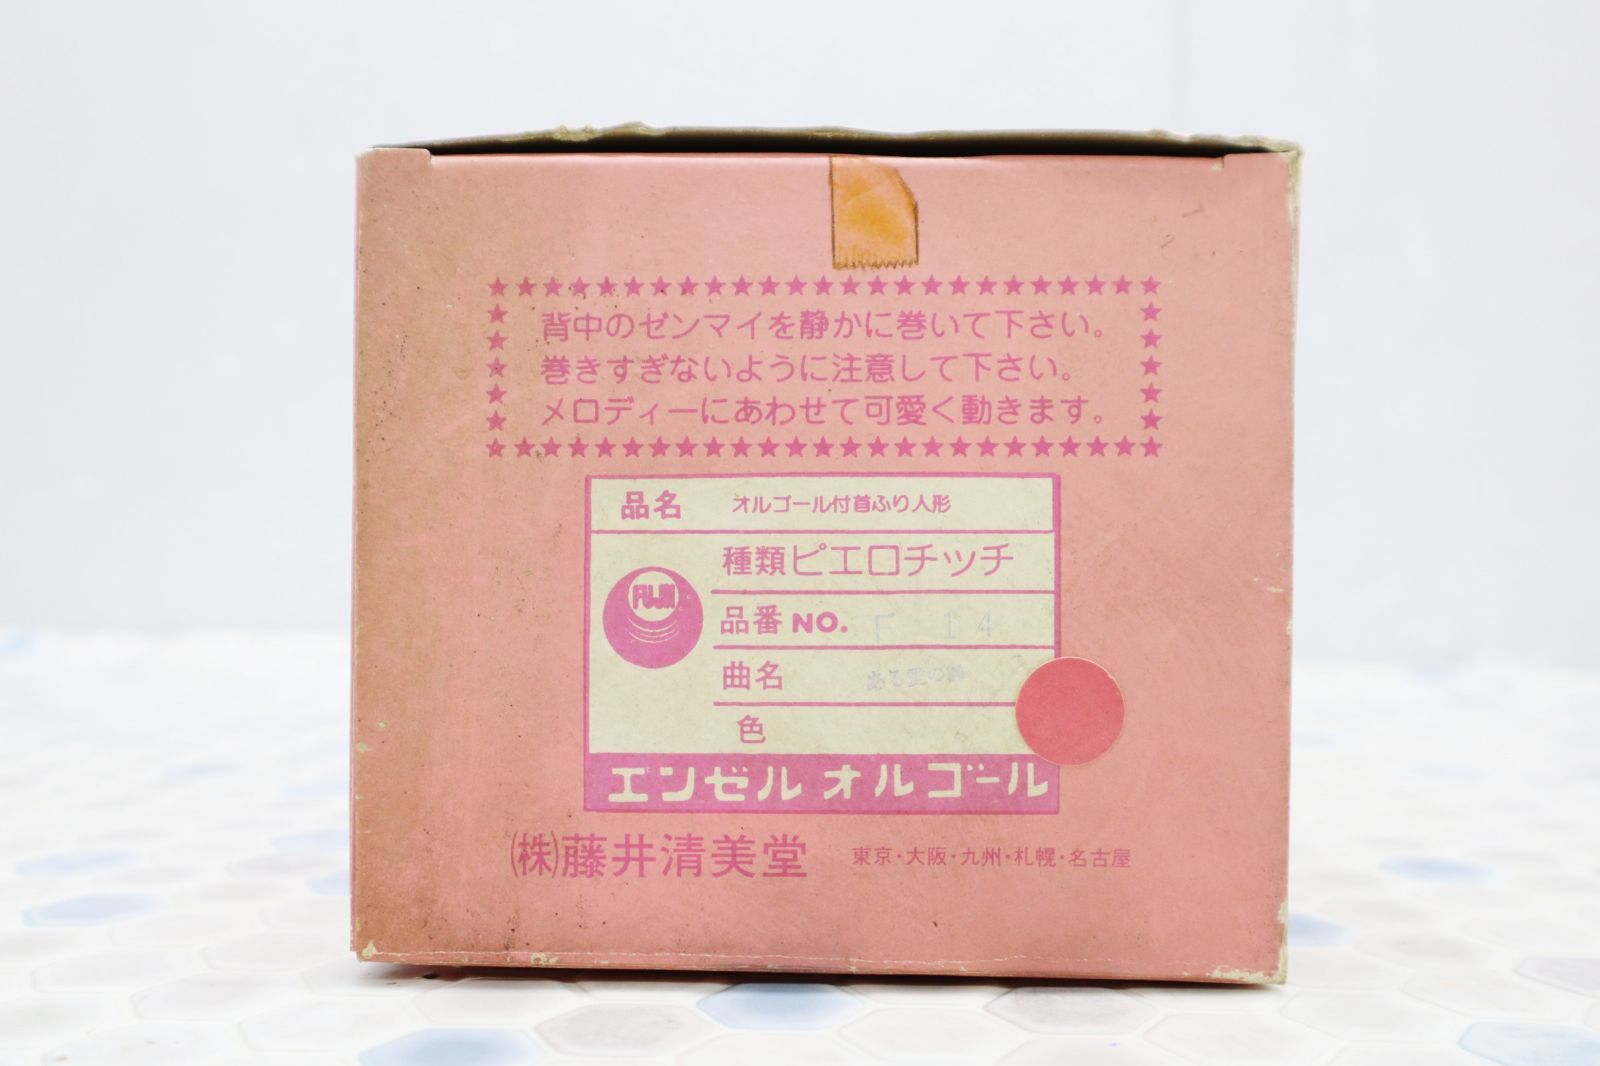 背中のゼンマイを静かに巻いて下さい。
巻きすぎないように注意して下さい。
メロディーにあわせて可愛く動きます。
品名 オルゴール付首ふり人形
種類 ピエロチッチ
FUJII
品番 NO. F 14
曲名 ある愛の詩
色
エンゼル オルゴール
(株)藤井清美堂 東京・大阪・九州・札幌・名古屋